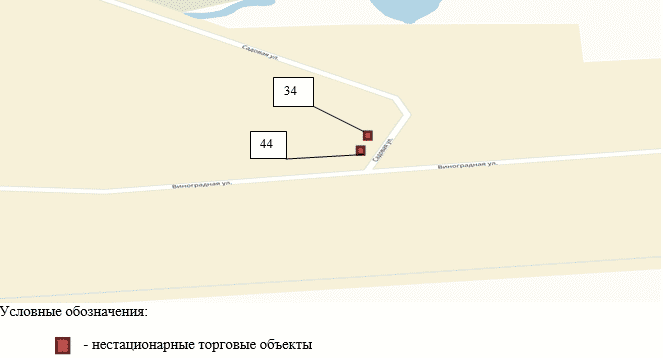 Садовая ул.
34
44
Садовая ул.
Виноградная ул.
Виноградная ул.
Условные обозначения:
- нестационарные торговые объекты